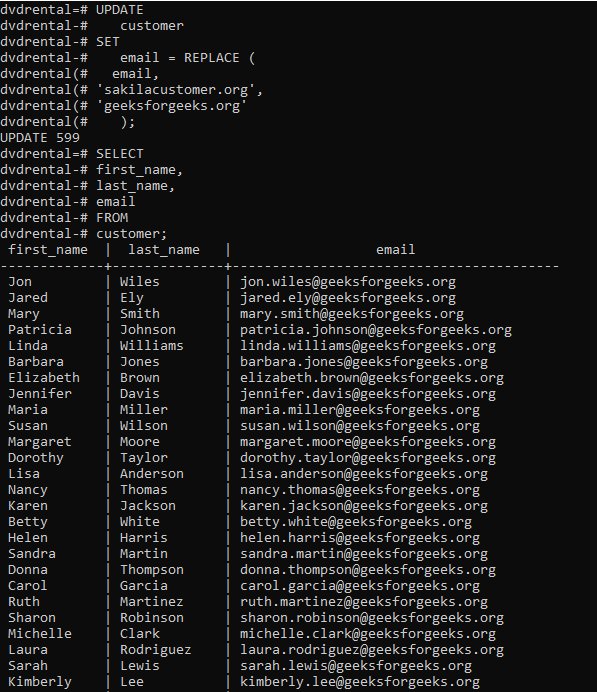 dvdrental=# UPDATE
dvdrental-#    customer
dvdrental-# SET
dvdrental-#    email = REPLACE (
dvdrental(#   email,
dvdrental(# 'sakilacustomer.org',
dvdrental(# 'geeksforgeeks.org'
dvdrental(#    );
UPDATE 599
dvdrental=# SELECT
dvdrental-# first_name,
dvdrental-# last_name,
dvdrental-# email
dvdrental-# FROM
dvdrental-# customer;
 first_name  |  last_name   |                  email
-------------+--------------+-----------------------------------------
 Jon         | Wiles        | jon.wiles@geeksforgeeks.org
 Jared       | Ely          | jared.ely@geeksforgeeks.org
 Mary        | Smith        | mary.smith@geeksforgeeks.org
 Patricia    | Johnson      | patricia.johnson@geeksforgeeks.org
 Linda       | Williams     | linda.williams@geeksforgeeks.org
 Barbara     | Jones        | barbara.jones@geeksforgeeks.org
 Elizabeth   | Brown        | elizabeth.brown@geeksforgeeks.org
 Jennifer    | Davis        | jennifer.davis@geeksforgeeks.org
 Maria       | Miller       | maria.miller@geeksforgeeks.org
 Susan       | Wilson       | susan.wilson@geeksforgeeks.org
 Margaret    | Moore        | margaret.moore@geeksforgeeks.org
 Dorothy     | Taylor       | dorothy.taylor@geeksforgeeks.org
 Lisa        | Anderson     | lisa.anderson@geeksforgeeks.org
 Nancy       | Thomas       | nancy.thomas@geeksforgeeks.org
 Karen       | Jackson      | karen.jackson@geeksforgeeks.org
 Betty       | White        | betty.white@geeksforgeeks.org
 Helen       | Harris       | helen.harris@geeksforgeeks.org
 Sandra      | Martin       | sandra.martin@geeksforgeeks.org
 Donna       | Thompson     | donna.thompson@geeksforgeeks.org
 Carol       | Garcia       | carol.garcia@geeksforgeeks.org
 Ruth        | Martinez     | ruth.martinez@geeksforgeeks.org
 Sharon      | Robinson     | sharon.robinson@geeksforgeeks.org
 Michelle    | Clark        | michelle.clark@geeksforgeeks.org
 Laura       | Rodriguez    | laura.rodriguez@geeksforgeeks.org
 Sarah       | Lewis        | sarah.lewis@geeksforgeeks.org
 Kimberly    | Lee          | kimberly.lee@geeksforgeeks.org